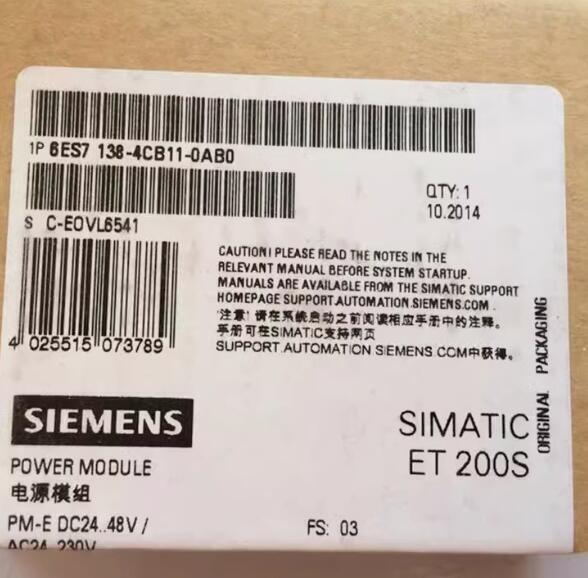 1P 6ES7 138-4CB11-0AB0
QTY: 1
10.2014
S C-EOVL6541
CAUTION! PLEASE READ THE NOTES IN THE
RELEVANT MANUAL BEFORE SYSTEM STARTUP.
MANUALS ARE AVAILABLE FROM THE SIMATIC SUPPORT
HOMEPAGE SUPPORT.AUTOMATION.SIEMENS.COM.
"注意! 请在系统启动之前阅读相应手册中的注释。
手册可在SIMATIC支持网页
SUPPORT.AUTOMATION SIEMENS.COM中获得。
4 025515 073789
ORIGINAL PACKAGING
SIEMENS
SIMATIC
ET 200S
POWER MODULE
电源模组
PM-E DC24..48V /
FS: 03
AC24..230V